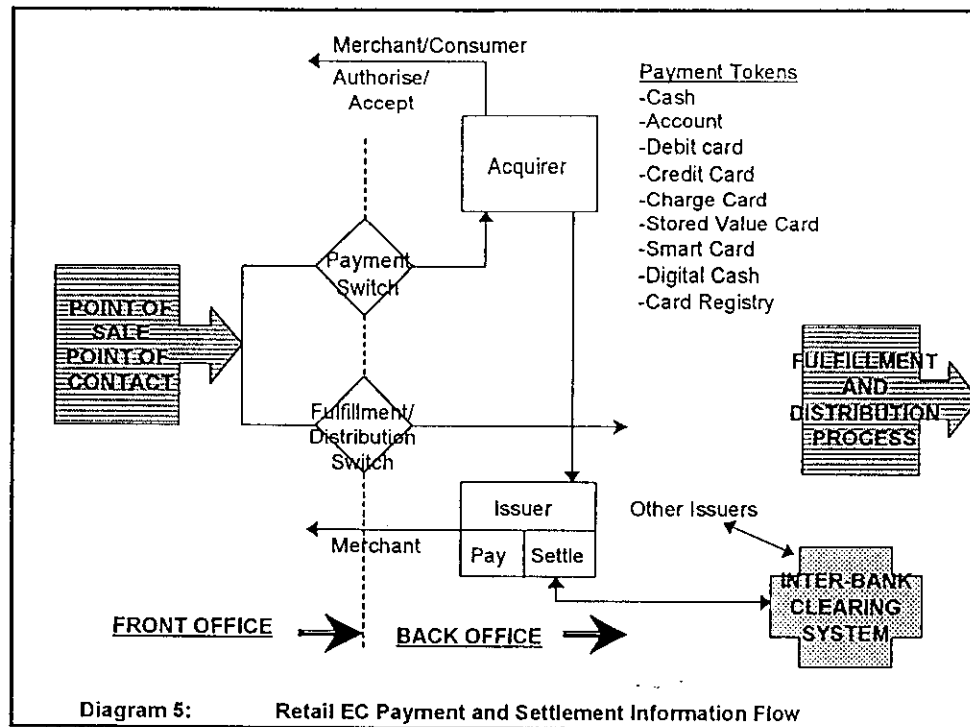 Merchant/Consumer
Authorise/
Accept
Payment Tokens
-Cash
-Account
-Debit card
-Credit Card
-Charge Card
-Stored Value Card
-Smart Card
-Digital Cash
-Card Registry
Acquirer
Payment
Switch
POINT OF
SALE
POINT OF
CONTACT
FULFILLMENT
AND
DISTRIBUTION
PROCESS
Fulfillment/
Distribution
Switch
Issuer
Pay
Settle
Merchant
Other Issuers
INTER-BANK
CLEARING
SYSTEM
FRONT OFFICE
BACK OFFICE
Diagram 5: Retail EC Payment and Settlement Information Flow